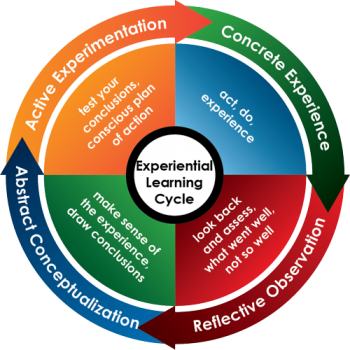 Experiential
Learning
Cycle
Concrete Experience
act, do,
experience
Reflective Observation
look back
and assess,
what went well,
not so well
Abstract Conceptualization
make sense of
the experience,
draw conclusions
Active Experimentation
test your
conclusions,
conscious plan
of action